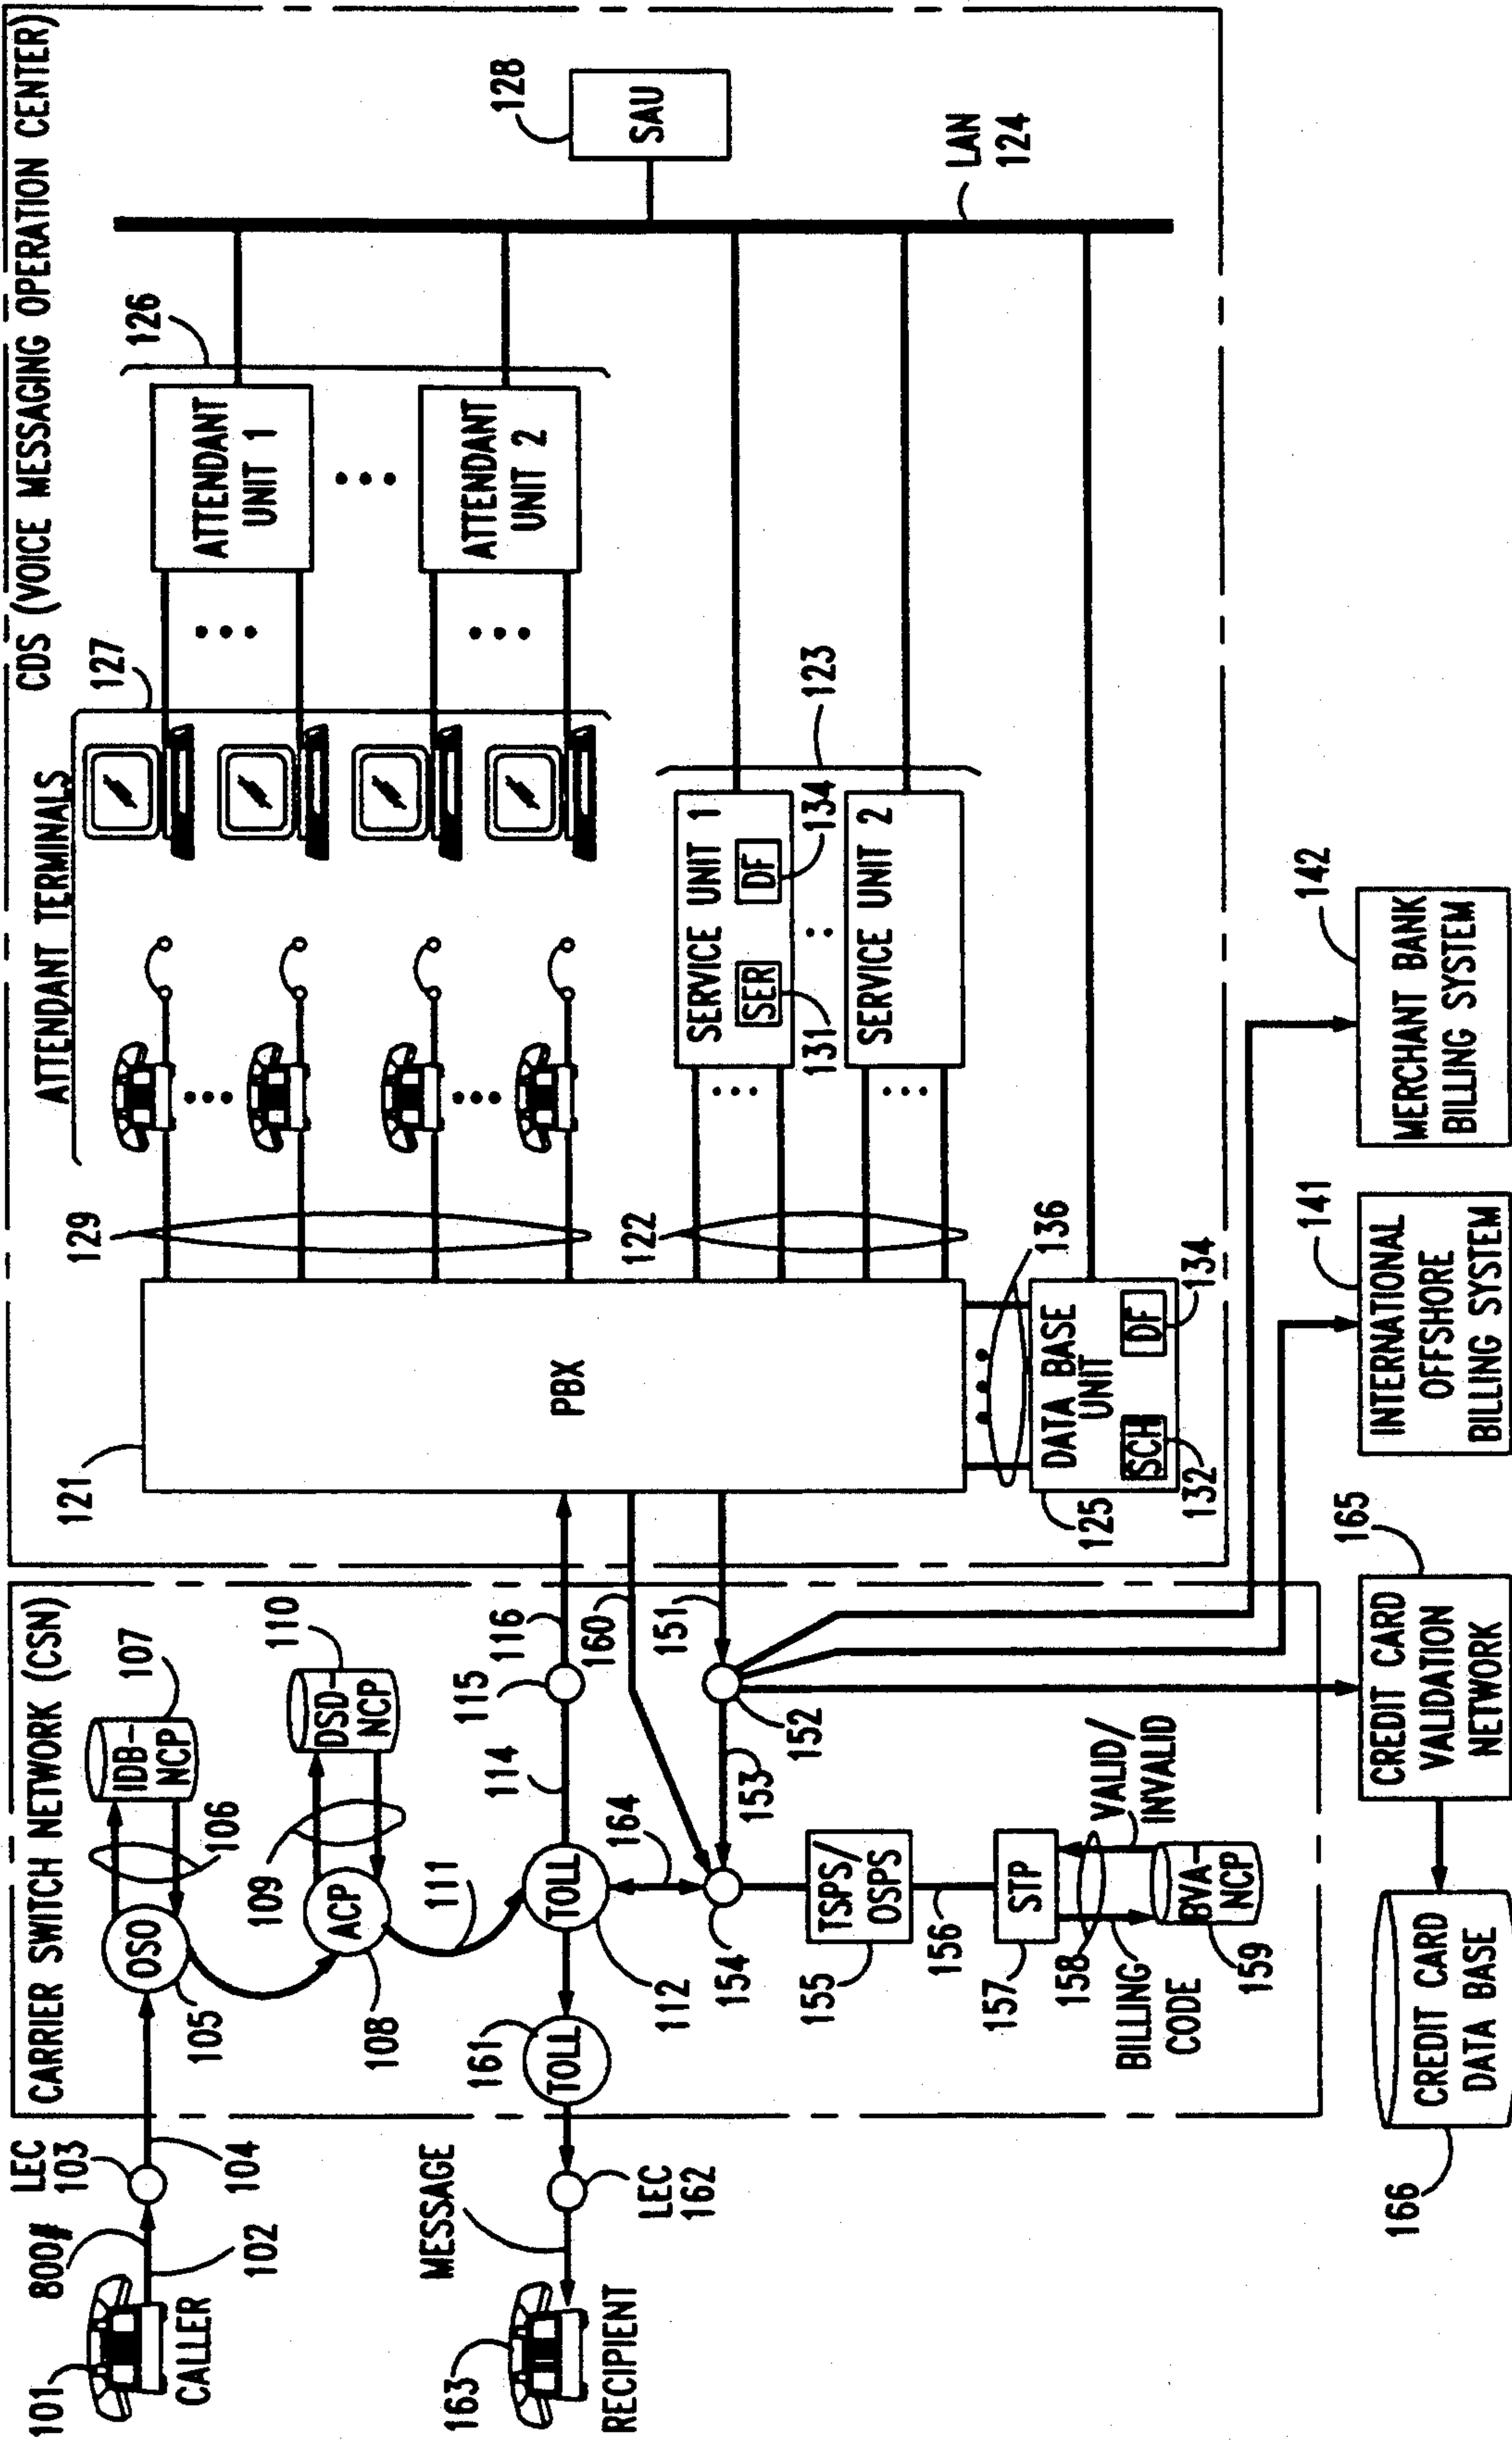 101
CALLER
800#
102
LEC
103
104
CARRIER SWITCH NETWORK (CSN)
OSO
105
106
IDB-
NCP
107
ACP
108
109
DSD-
NCP
110
111
TOLL
112
114
115
116
TOLL
161
LEC
162
MESSAGE
163
RECIPIENT
160
151
152
153
154
164
TSPS/
OSPS
155
156
STP
157
158
VALID/
INVALID
BILLING
CODE
BVA-
NCP
159
CDS (VOICE MESSAGING OPERATION CENTER)
121
PBX
129
122
ATTENDANT TERMINALS
127
126
ATTENDANT
UNIT 1
ATTENDANT
UNIT 2
128
SAU
LAN
124
123
SERVICE UNIT 1
SER
DF
131
134
SERVICE UNIT 2
136
DATA BASE
UNIT
SCH
DF
125
132
134
165
CREDIT CARD
VALIDATION
NETWORK
166
CREDIT CARD
DATA BASE
141
INTERNATIONAL
OFFSHORE
BILLING SYSTEM
142
MERCHANT BANK
BILLING SYSTEM